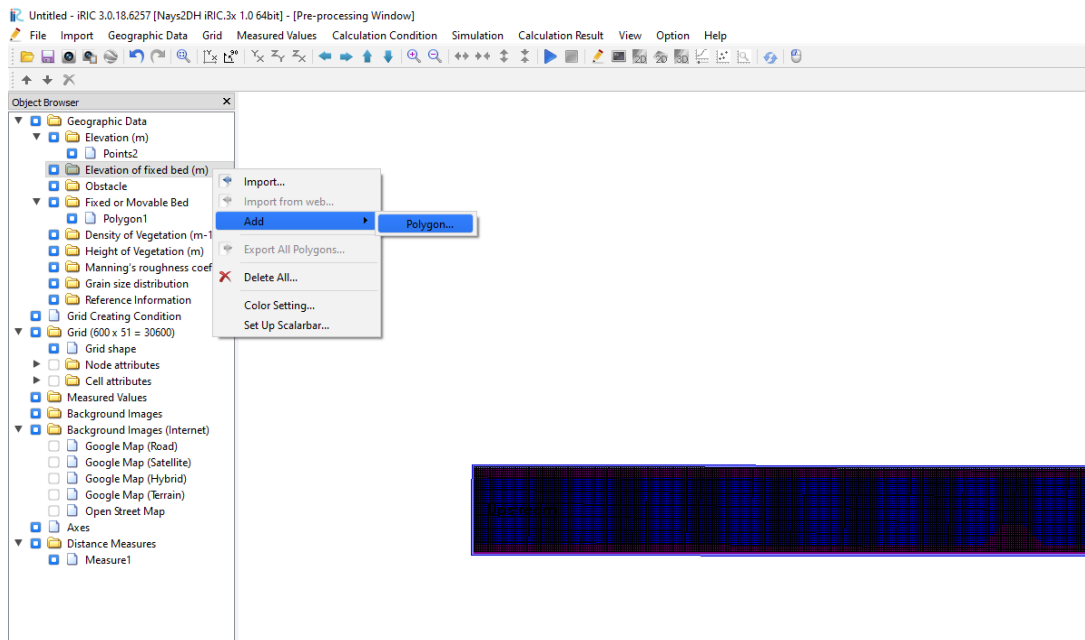 Untitled - iRIC 3.0.18.6257 [Nays2DH iRIC.3x 1.0 64bit] - [Pre-processing Window]
File Import Geographic Data Grid Measured Values Calculation Condition Simulation Calculation Result View Option Help
Object Browser
Geographic Data
Elevation (m)
Points2
Elevation of fixed bed (m)
Obstacle
Fixed or Movable Bed
Polygon1
Density of Vegetation (m-1
Height of Vegetation (m)
Manning's roughness coef
Grain size distribution
Reference Information
Grid Creating Condition
Grid (600 x 51 = 30600)
Grid shape
Node attributes
Cell attributes
Measured Values
Background Images
Background Images (Internet)
Google Map (Road)
Google Map (Satellite)
Google Map (Hybrid)
Google Map (Terrain)
Open Street Map
Axes
Distance Measures
Measure1
Import...
Import from web...
Add
Polygon...
Export All Polygons...
Delete All...
Color Setting...
Set Up Scalarbar...